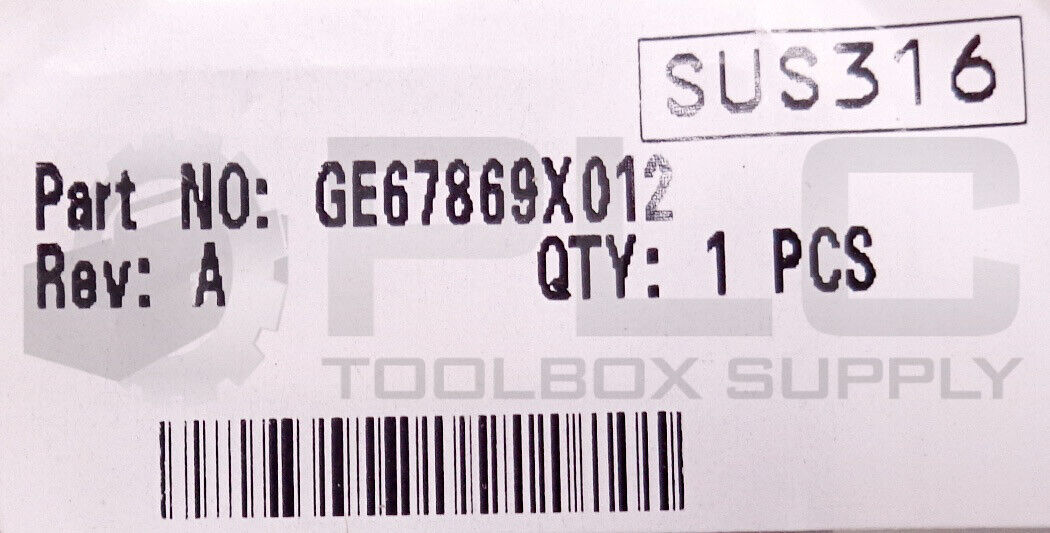 SUS316
Part NO: GE67869X012
Rev: A QTY: 1 PCS
PLC
TOOLBOX SUPPLY